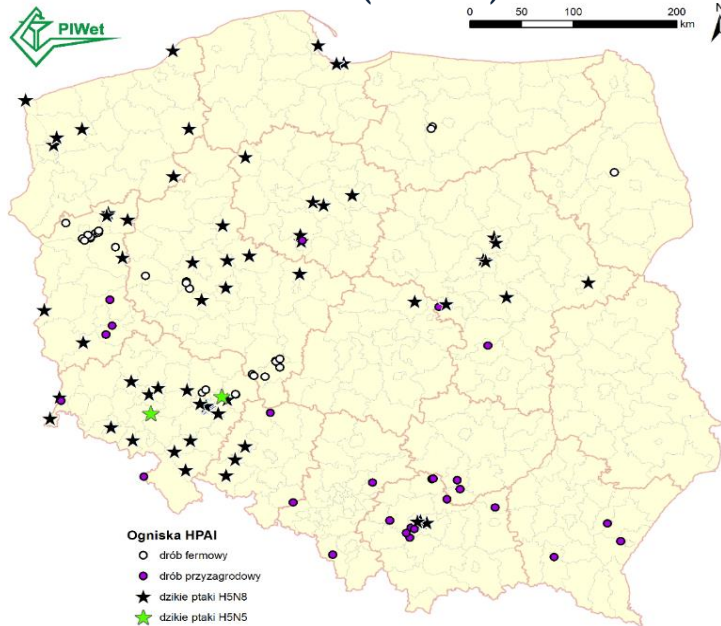 PIWet
0 50 100 200
km
N
Ogniska HPAI
drób fermowy
drób przyzagrodowy
dzikie ptaki H5N8
dzikie ptaki H5N5